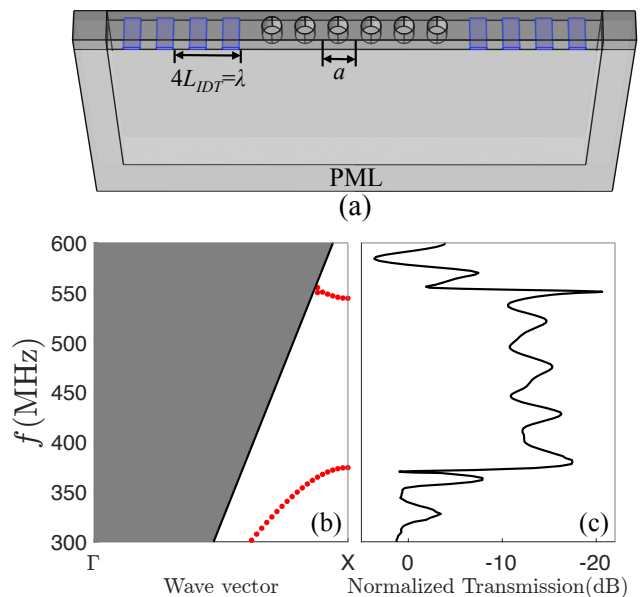 4L_IDT=λ
a
PML
(a)
600
550
500
450
400
350
300
f(MHz)
(b)
(c)
Γ
X
0
-10
-20
Wave vector
Normalized Transmission(dB)